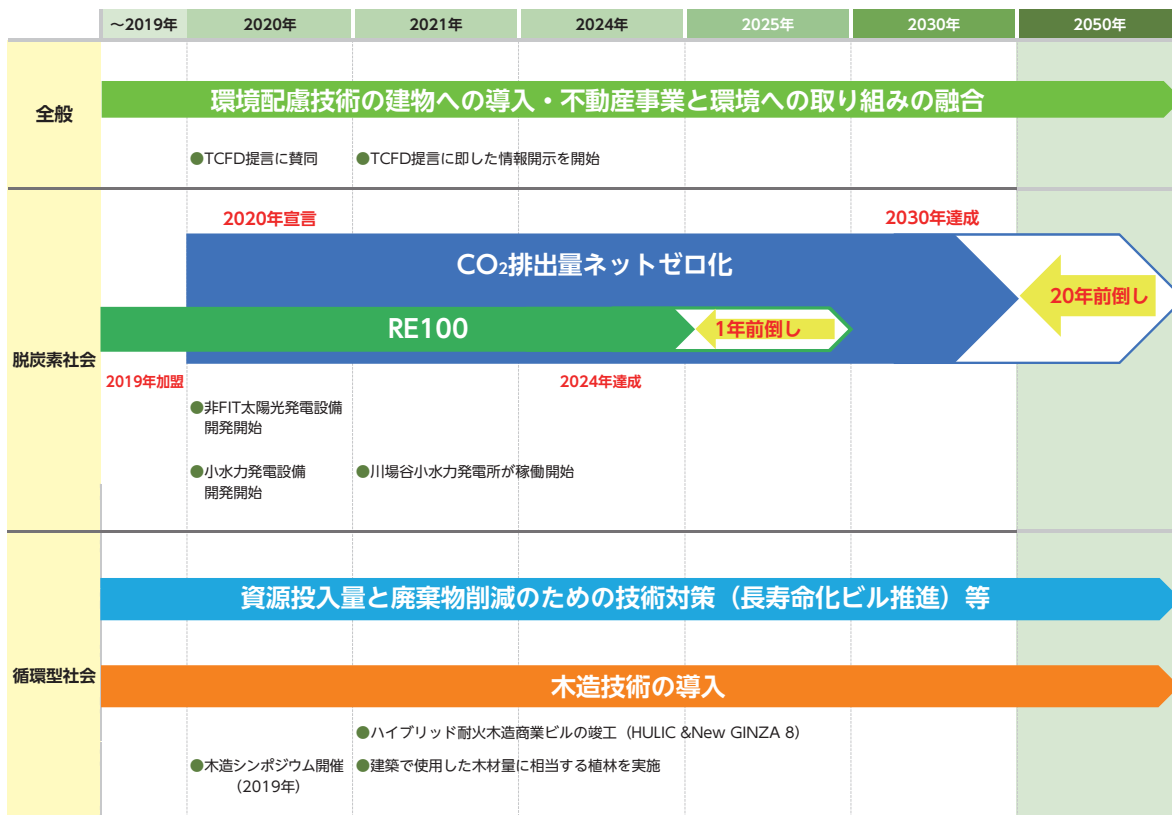 ～2019年 2020年 2021年 2024年 2025年 2030年 2050年
全般
環境配慮技術の建物への導入・不動産事業と環境への取り組みの融合
●TCFD提言に賛同 ●TCFD提言に即した情報開示を開始
脱炭素社会
2020年宣言 2030年達成
CO₂排出量ネットゼロ化
20年前倒し
RE100 1年前倒し
2019年加盟 2024年達成
●非FIT太陽光発電設備
開発開始
●小水力発電設備 ●川場谷小水力発電所が稼働開始
開発開始
循環型社会
資源投入量と廃棄物削減のための技術対策（長寿命化ビル推進）等
木造技術の導入
●ハイブリッド耐火木造商業ビルの竣工（HULIC &New GINZA 8）
●木造シンポジウム開催 ●建築で使用した木材量に相当する植林を実施
（2019年）